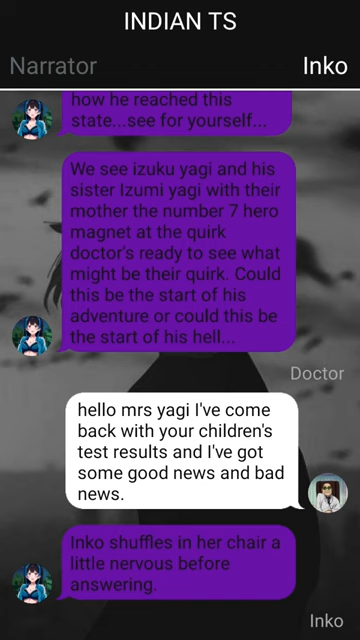 INDIAN TS
Narrator
Inko
how he reached this
state...see for yourself...
We see izuku yagi and his
sister Izumi yagi with their
mother the number 7 hero
magnet at the quirk
doctor's ready to see what
might be their quirk. Could
this be the start of his
adventure or could this be
the start of his hell...
Doctor
hello mrs yagi I've come
back with your children's
test results and I've got
some good news and bad
news.
Inko shuffles in her chair a
little nervous before
answering.
Inko